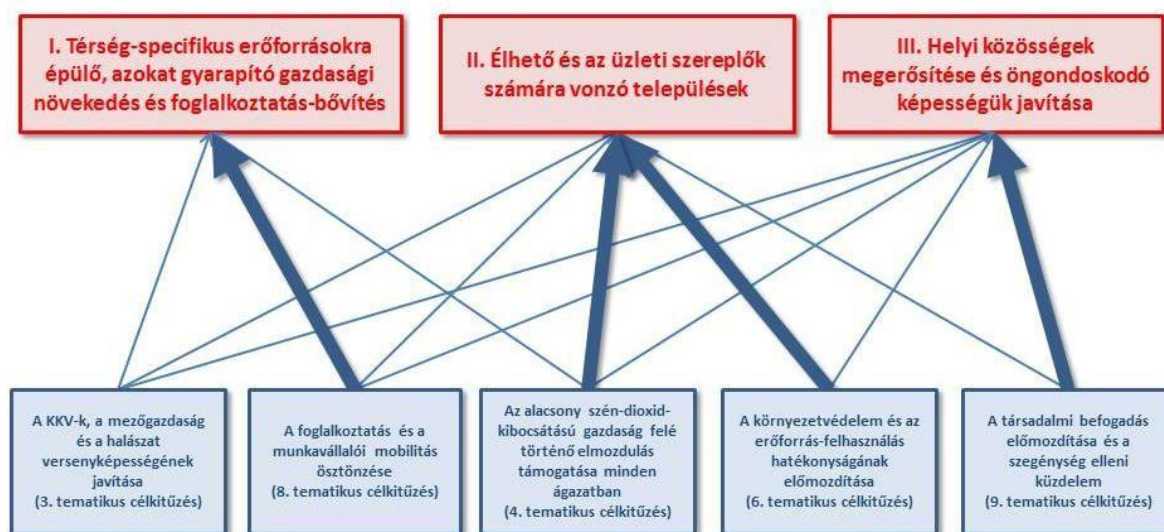 I. Térség-specifikus erőforrásokra
épülő, azokat gyarapító gazdasági
növekedés és foglalkoztatás-bővítés
II. Élhető és az üzleti szereplők
számára vonzó települések
III. Helyi közösségek
megerősítése és öngondoskodó
képességük javítása
A KKV-k, a mezőgazdaság
és a halászat
versenyképességének
javítása
(3. tematikus célkitűzés)
A foglalkoztatás és a
munkavállalói mobilitás
ösztönzése
(8. tematikus célkitűzés)
Az alacsony szén-dioxid-
kibocsátású gazdaság felé
történő elmozdulás
támogatása minden
ágazatban
(4. tematikus célkitűzés)
A környezetvédelem és az
erőforrás-felhasználás
hatékonyságának
előmozdítása
(6. tematikus célkitűzés)
A társadalmi befogadás
előmozdítása és a
szegénység elleni
küzdelem
(9. tematikus célkitűzés)